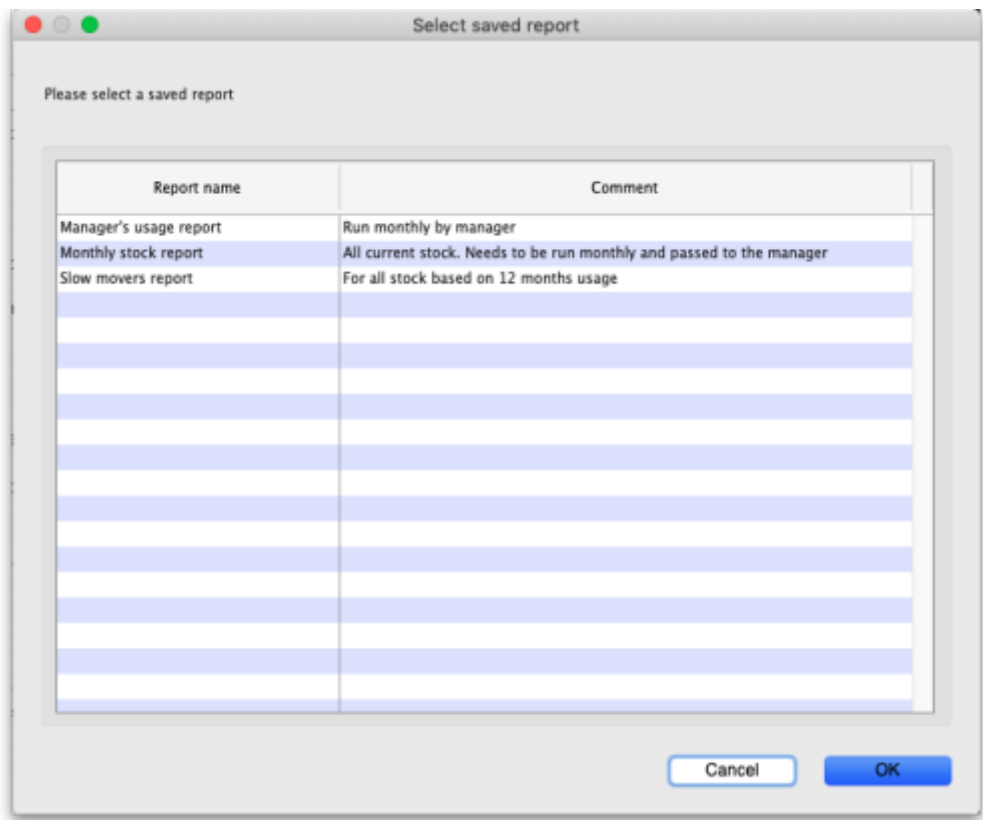 Select saved report
Please select a saved report
Report name Comment
Manager's usage report Run monthly by manager
Monthly stock report All current stock. Needs to be run monthly and passed to the manager
Slow movers report For all stock based on 12 months usage
Cancel OK